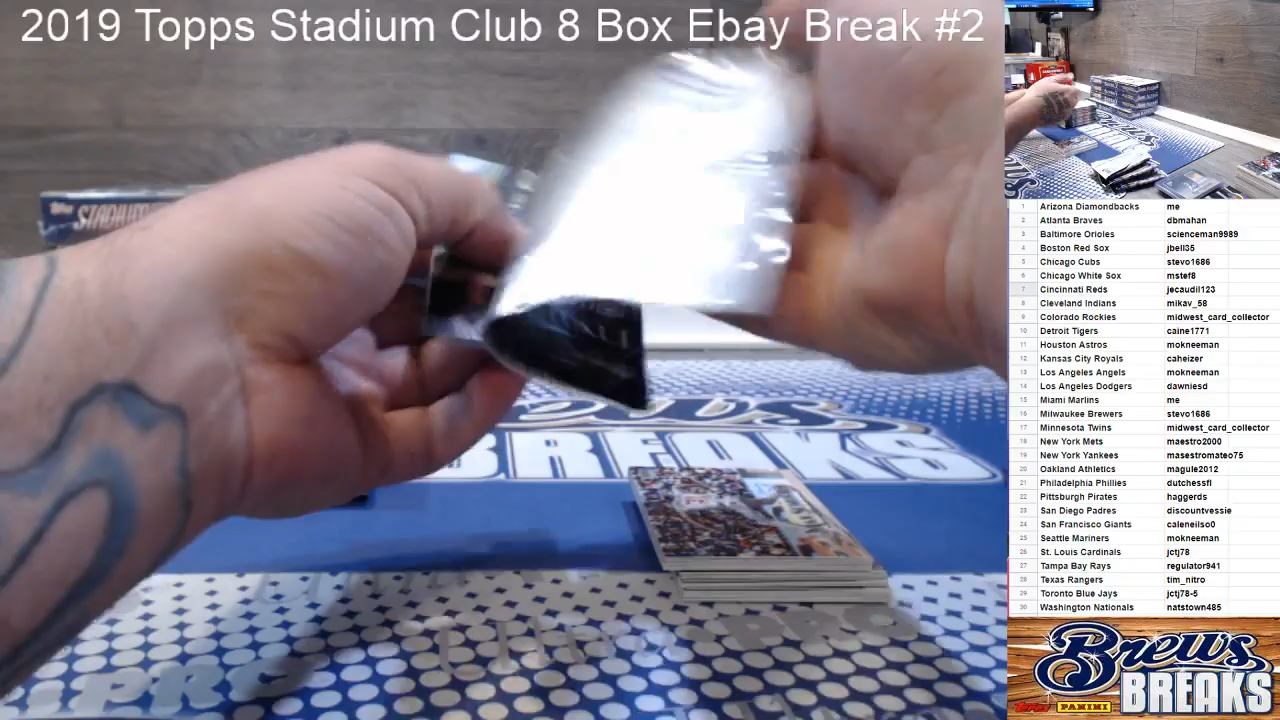 2019 Topps Stadium Club 8 Box Ebay Break #2
1 Arizona Diamondbacks me
2 Atlanta Braves dbmahan
3 Baltimore Orioles scienceman9989
4 Boston Red Sox jbell35
5 Chicago Cubs stevo1686
6 Chicago White Sox mstef8
7 Cincinnati Reds jecaudil123
8 Cleveland Indians mikav_58
9 Colorado Rockies midwest_card_collector
10 Detroit Tigers caine1771
11 Houston Astros mokneeman
12 Kansas City Royals caheizer
13 Los Angeles Angels mokneeman
14 Los Angeles Dodgers dawniesd
15 Miami Marlins me
16 Milwaukee Brewers stevo1686
17 Minnesota Twins midwest_card_collector
18 New York Mets maestro2000
19 New York Yankees masestromateo75
20 Oakland Athletics magule2012
21 Philadelphia Phillies dutchessfl
22 Pittsburgh Pirates haggerds
23 San Diego Padres discountvessie
24 San Francisco Giants caleneilso0
25 Seattle Mariners mokneeman
26 St. Louis Cardinals jctj78
27 Tampa Bay Rays regulator941
28 Texas Rangers tim_nitro
29 Toronto Blue Jays jctj78-5
30 Washington Nationals natstown485
Brews
BREAKS
Topps PANINI
Topps STADIUM
Brews
BREAKS